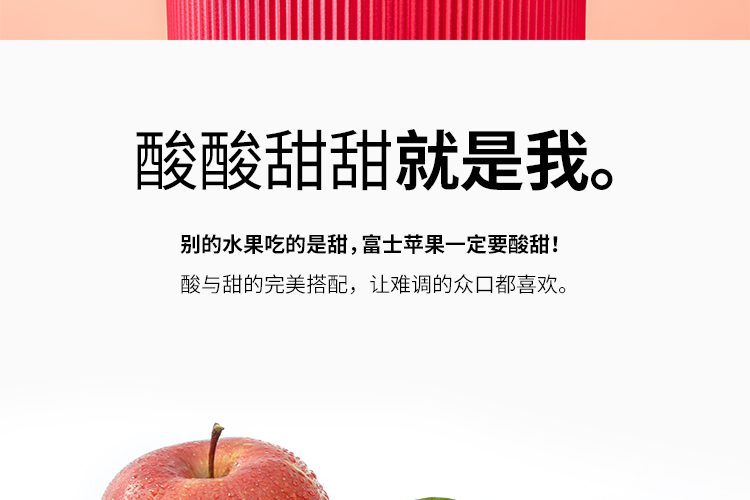 酸酸甜甜就是我。
别的水果吃的是甜，富士苹果一定要酸甜！
酸与甜的完美搭配，让难调的众口都喜欢。